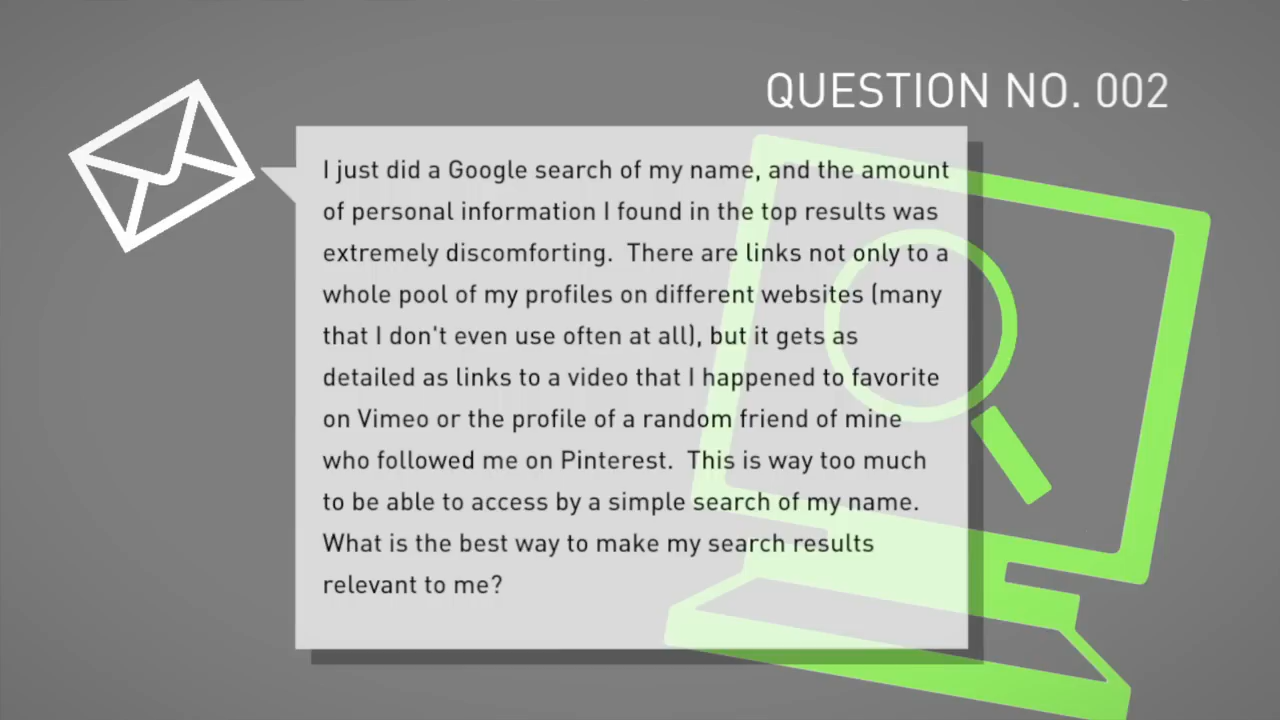 QUESTION NO. 002
I just did a Google search of my name, and the amount
of personal information I found in the top results was
extremely discomforting.  There are links not only to a
whole pool of my profiles on different websites (many
that I don't even use often at all), but it gets as
detailed as links to a video that I happened to favorite
on Vimeo or the profile of a random friend of mine
who followed me on Pinterest.  This is way too much
to be able to access by a simple search of my name.
What is the best way to make my search results
relevant to me?